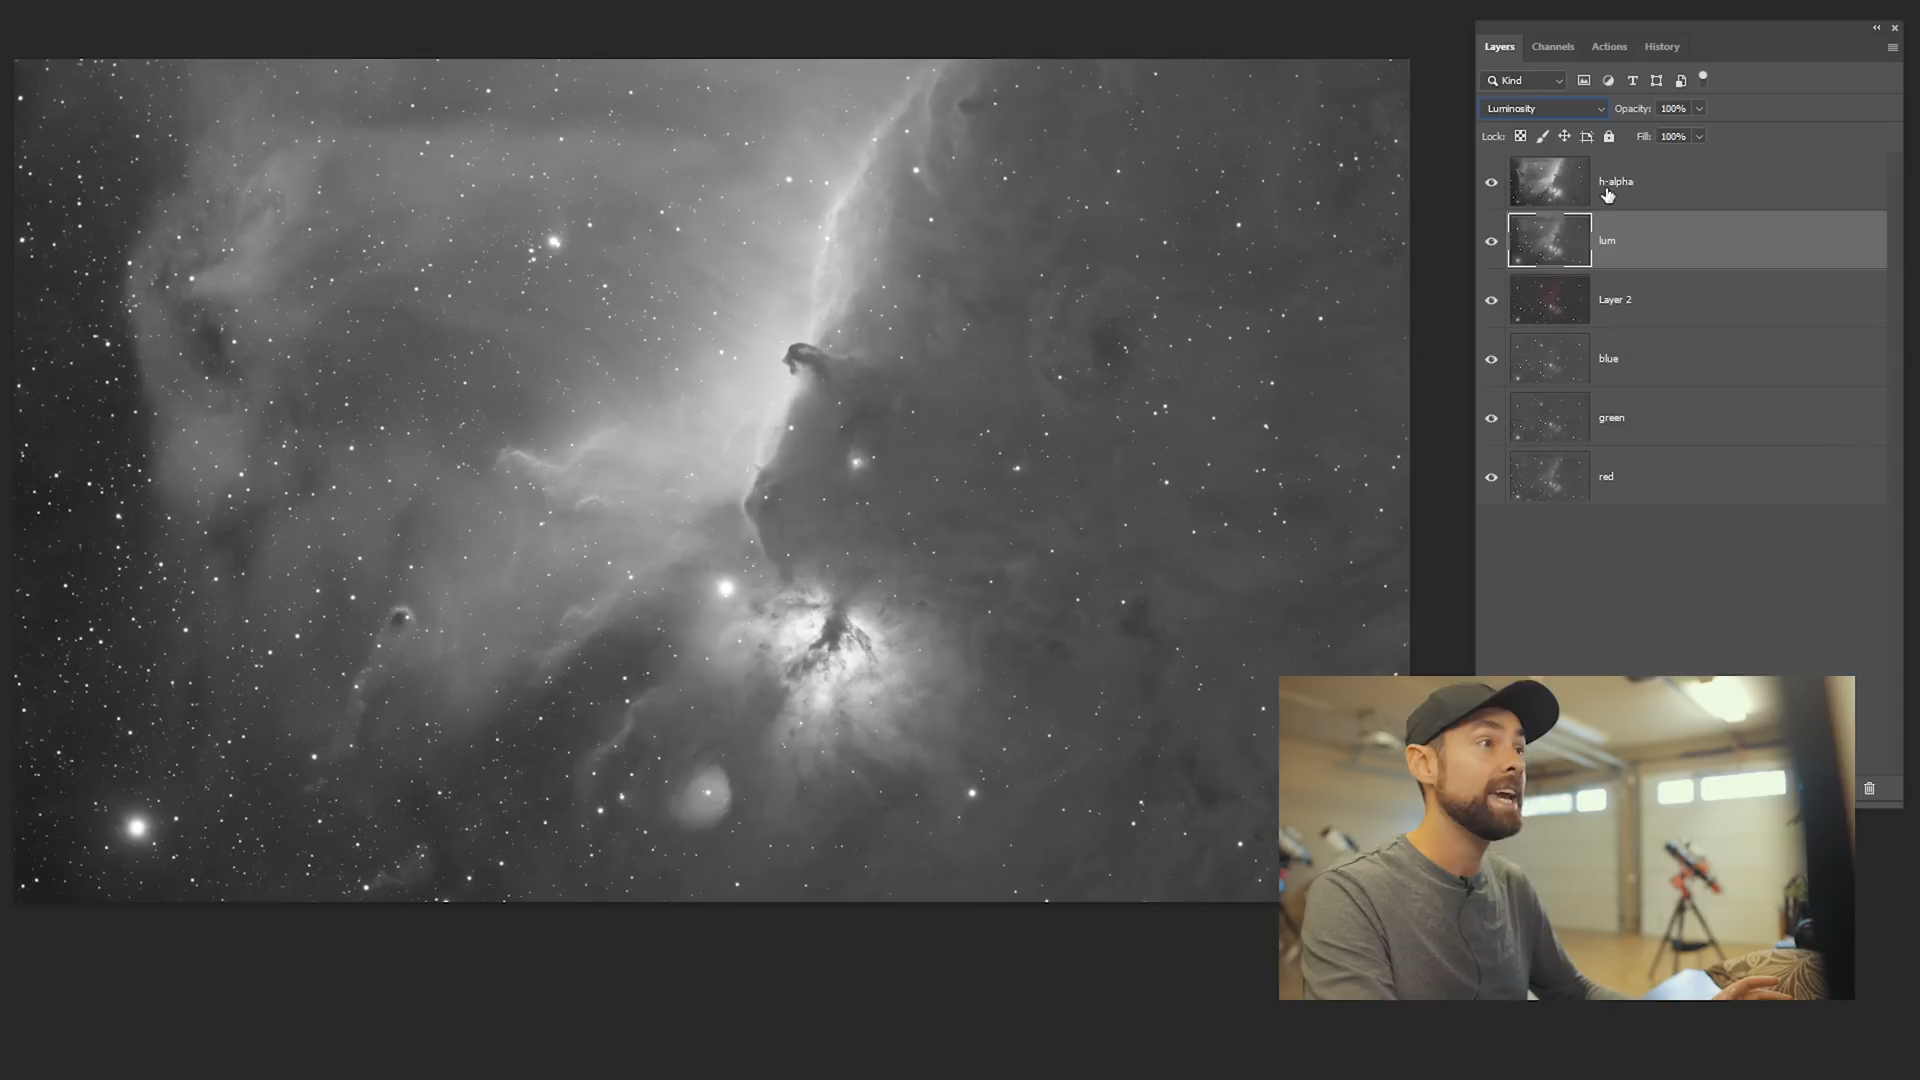 Layers Channels Actions History
Kind
Luminosity Opacity: 100%
Lock: Fill: 100%
h-alpha
lum
Layer 2
blue
green
red